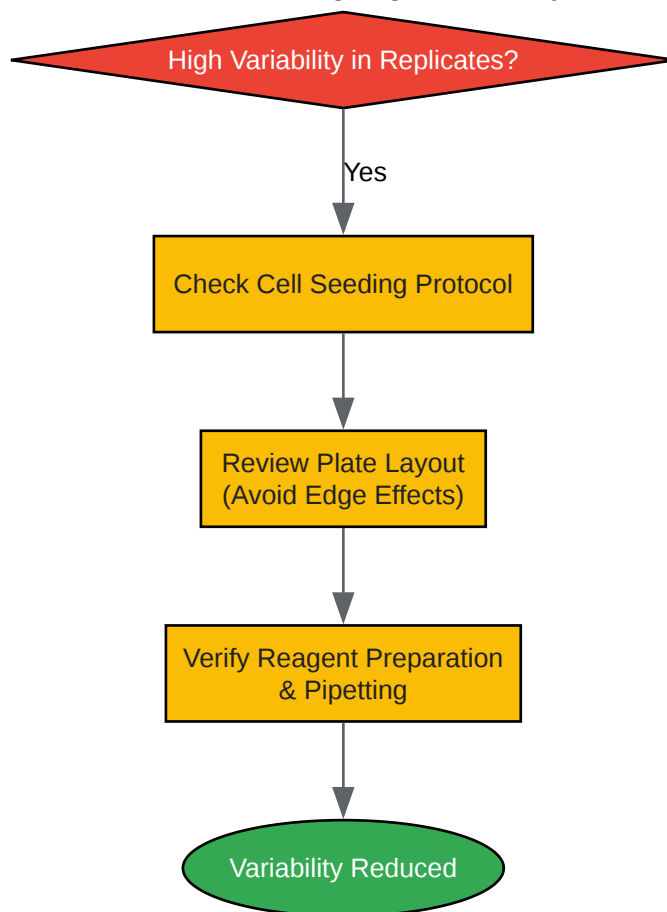 High Variability in Replicates?
Yes
Check Cell Seeding Protocol
Review Plate Layout
(Avoid Edge Effects)
Verify Reagent Preparation
& Pipetting
Variability Reduced